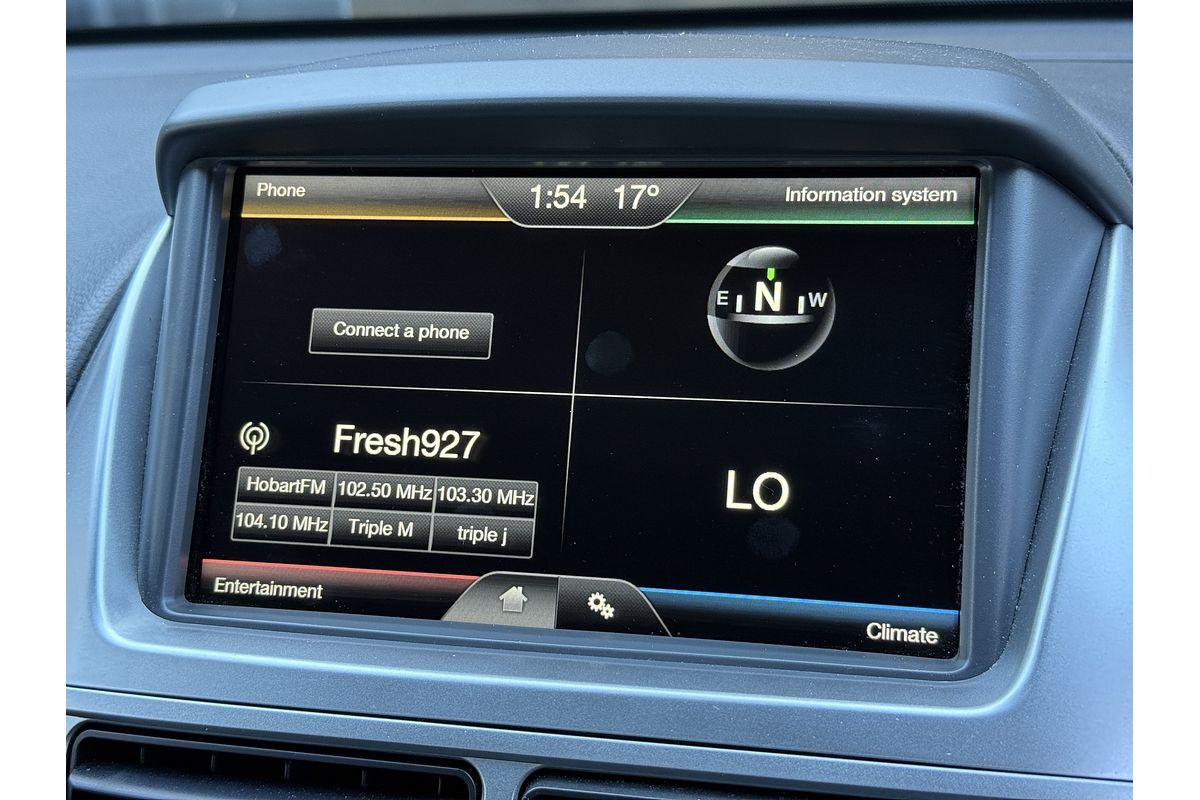 Phone
1:54 17°
Information system
E N W
Connect a phone
Fresh927
HobartFM 102.50 MHz 103.30 MHz
104.10 MHz Triple M triple j
LO
Entertainment
Climate